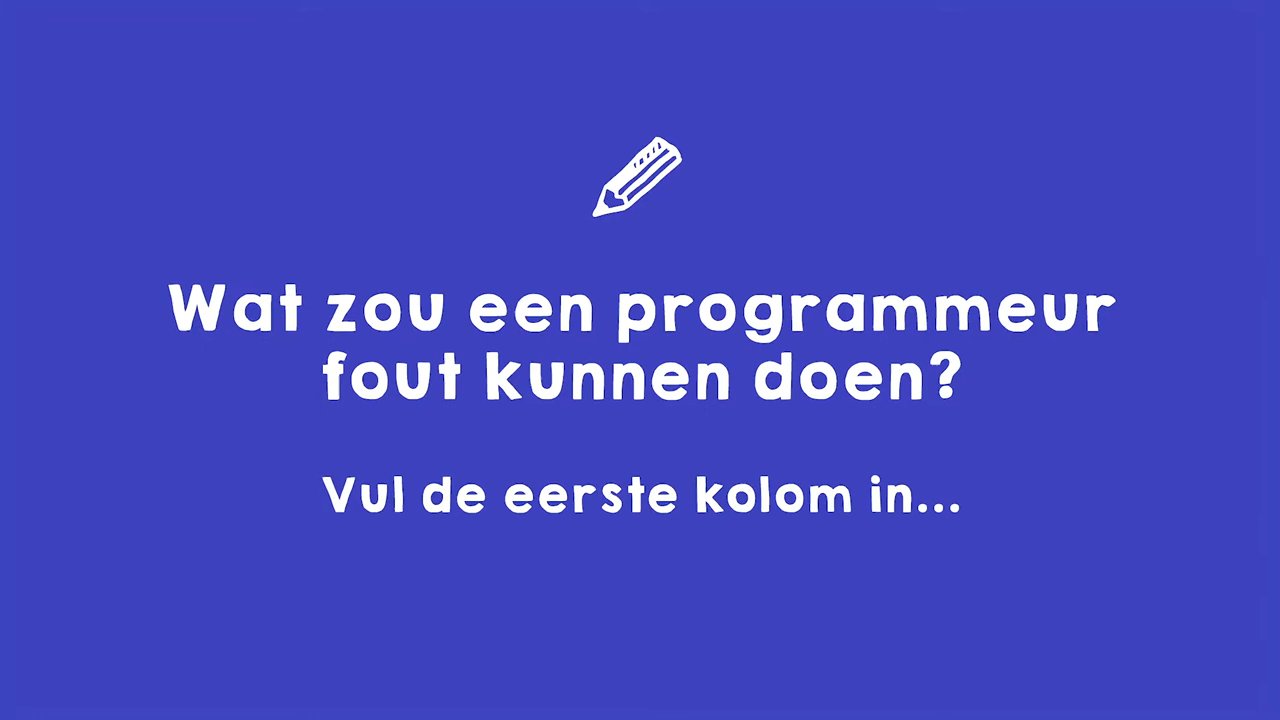 Wat zou een programmeur
fout kunnen doen?
Vul de eerste kolom in...